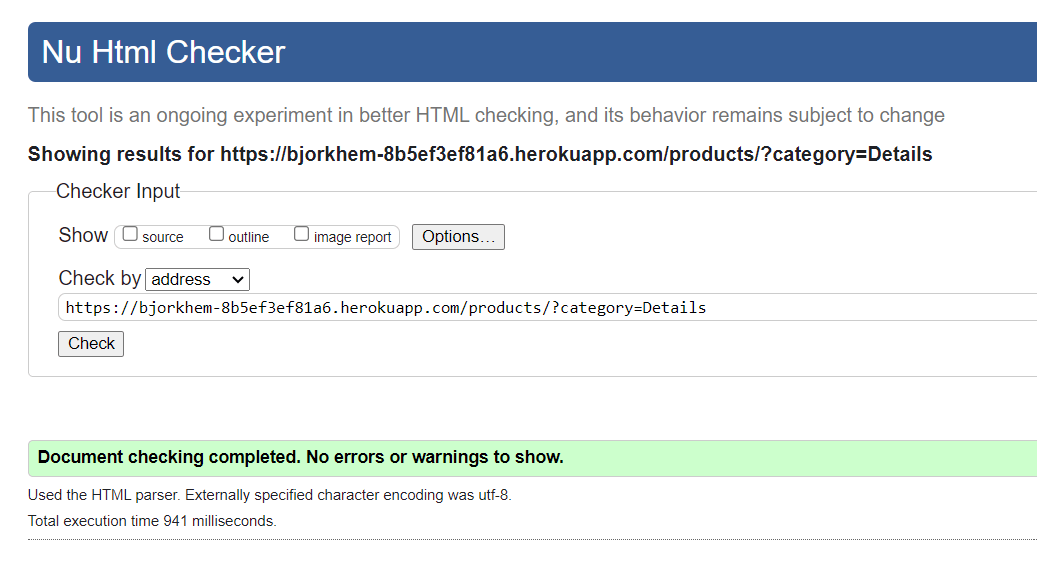 Nu Html Checker
This tool is an ongoing experiment in better HTML checking, and its behavior remains subject to change
Showing results for https://bjorkhem-8b5ef3ef81a6.herokuapp.com/products/?category=Details
Checker Input
Show source outline image report Options...
Check by address
https://bjorkhem-8b5ef3ef81a6.herokuapp.com/products/?category=Details
Check
Document checking completed. No errors or warnings to show.
Used the HTML parser. Externally specified character encoding was utf-8.
Total execution time 941 milliseconds.